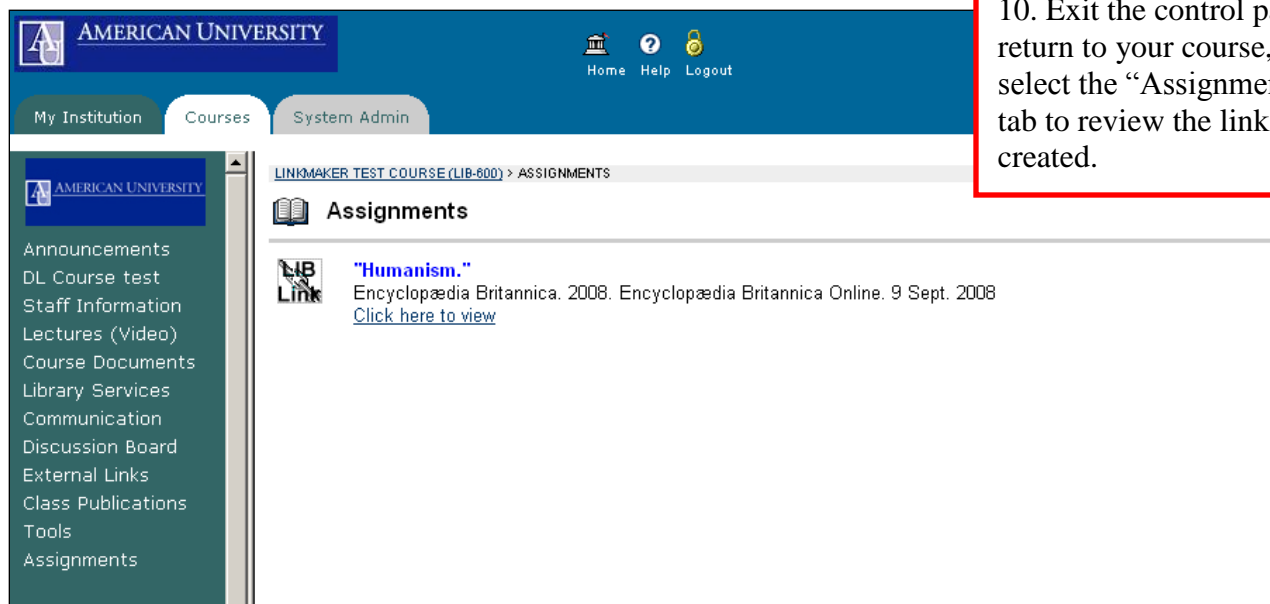 AMERICAN UNIVERSITY
Home Help Logout
10. Exit the control
return to your course,
select the
tab to review the link
created.
My Institution Courses System Admin
AMERICAN UNIVERSITY
Announcements
DL Course test
Staff Information
Lectures (Video)
Course Documents
Library Services
Communication
Discussion Board
External Links
Class Publications
Tools
Assignments
LINKMAKER TEST COURSE (LIB-600) > ASSIGNMENTS
Assignments
LIB
Link
"Humanism."
Encyclopædia Britannica. 2008. Encyclopædia Britannica Online. 9 Sept. 2008
Click here to view